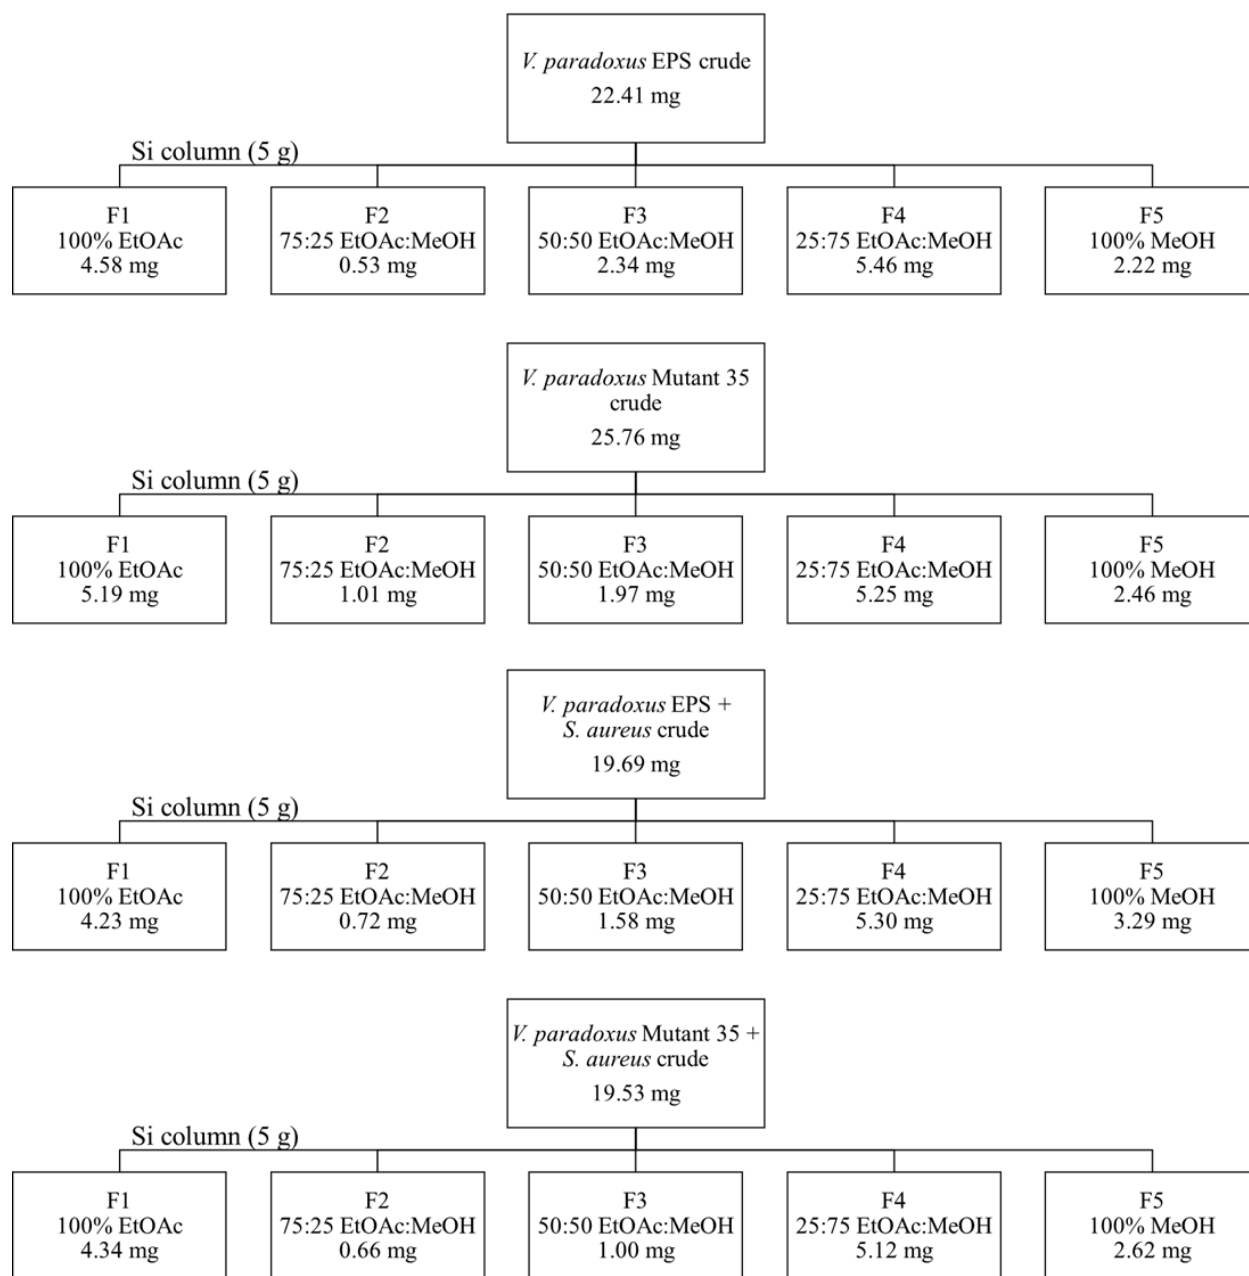 V. paradoxus EPS crude
22.41 mg
Si column (5 g)
F1
100% EtOAc
4.58 mg
F2
75:25 EtOAc:MeOH
0.53 mg
F3
50:50 EtOAc:MeOH
2.34 mg
F4
25:75 EtOAc:MeOH
5.46 mg
F5
100% MeOH
2.22 mg
V. paradoxus Mutant 35
crude
25.76 mg
Si column (5 g)
F1
100% EtOAc
5.19 mg
F2
75:25 EtOAc:MeOH
1.01 mg
F3
50:50 EtOAc:MeOH
1.97 mg
F4
25:75 EtOAc:MeOH
5.25 mg
F5
100% MeOH
2.46 mg
V. paradoxus EPS +
S. aureus crude
19.69 mg
Si column (5 g)
F1
100% EtOAc
4.23 mg
F2
75:25 EtOAc:MeOH
0.72 mg
F3
50:50 EtOAc:MeOH
1.58 mg
F4
25:75 EtOAc:MeOH
5.30 mg
F5
100% MeOH
3.29 mg
V. paradoxus Mutant 35 +
S. aureus crude
19.53 mg
Si column (5 g)
F1
100% EtOAc
4.34 mg
F2
75:25 EtOAc:MeOH
0.66 mg
F3
50:50 EtOAc:MeOH
1.00 mg
F4
25:75 EtOAc:MeOH
5.12 mg
F5
100% MeOH
2.62 mg